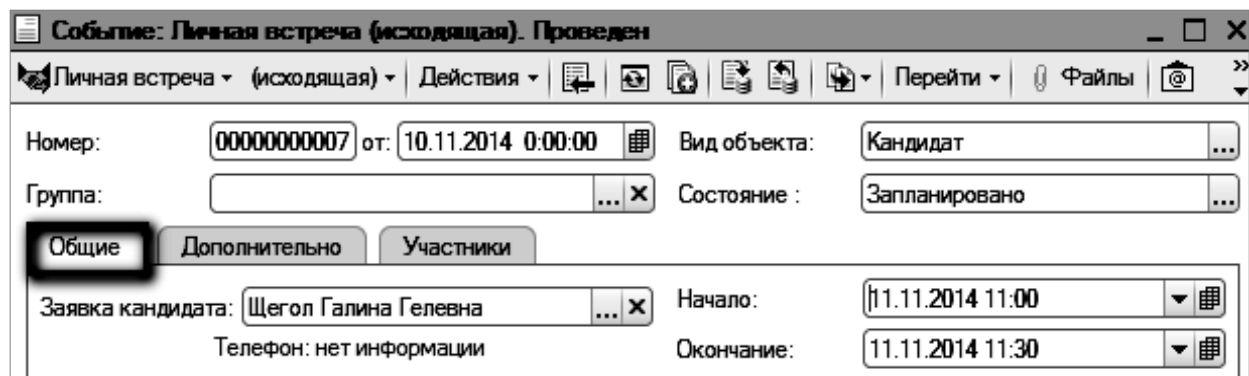 Событие: Личная встреча (исходящая). Проведен
Личная встреча (исходящая) Действия Перейти Файлы
Номер: 00000000007 от: 10.11.2014 0:00:00 Вид объекта: Кандидат ...
Группа: ... Состояние : Запланировано ...
Общие Дополнительно Участники
Заявка кандидата: Щегол Галина Гелевна ... Начало: 11.11.2014 11:00
Телефон: нет информации Окончание: 11.11.2014 11:30